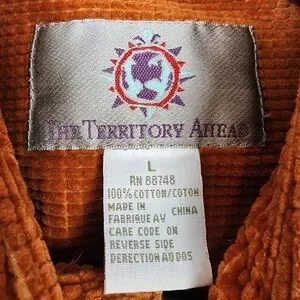 THE TERRITORY AHEAD
L
RN 88748
100% COTTON/COTON
MADE IN
FABRIQUE AV CHINA
CARE CODE ON
REVERSE SIDE
DERECTION AU DOS